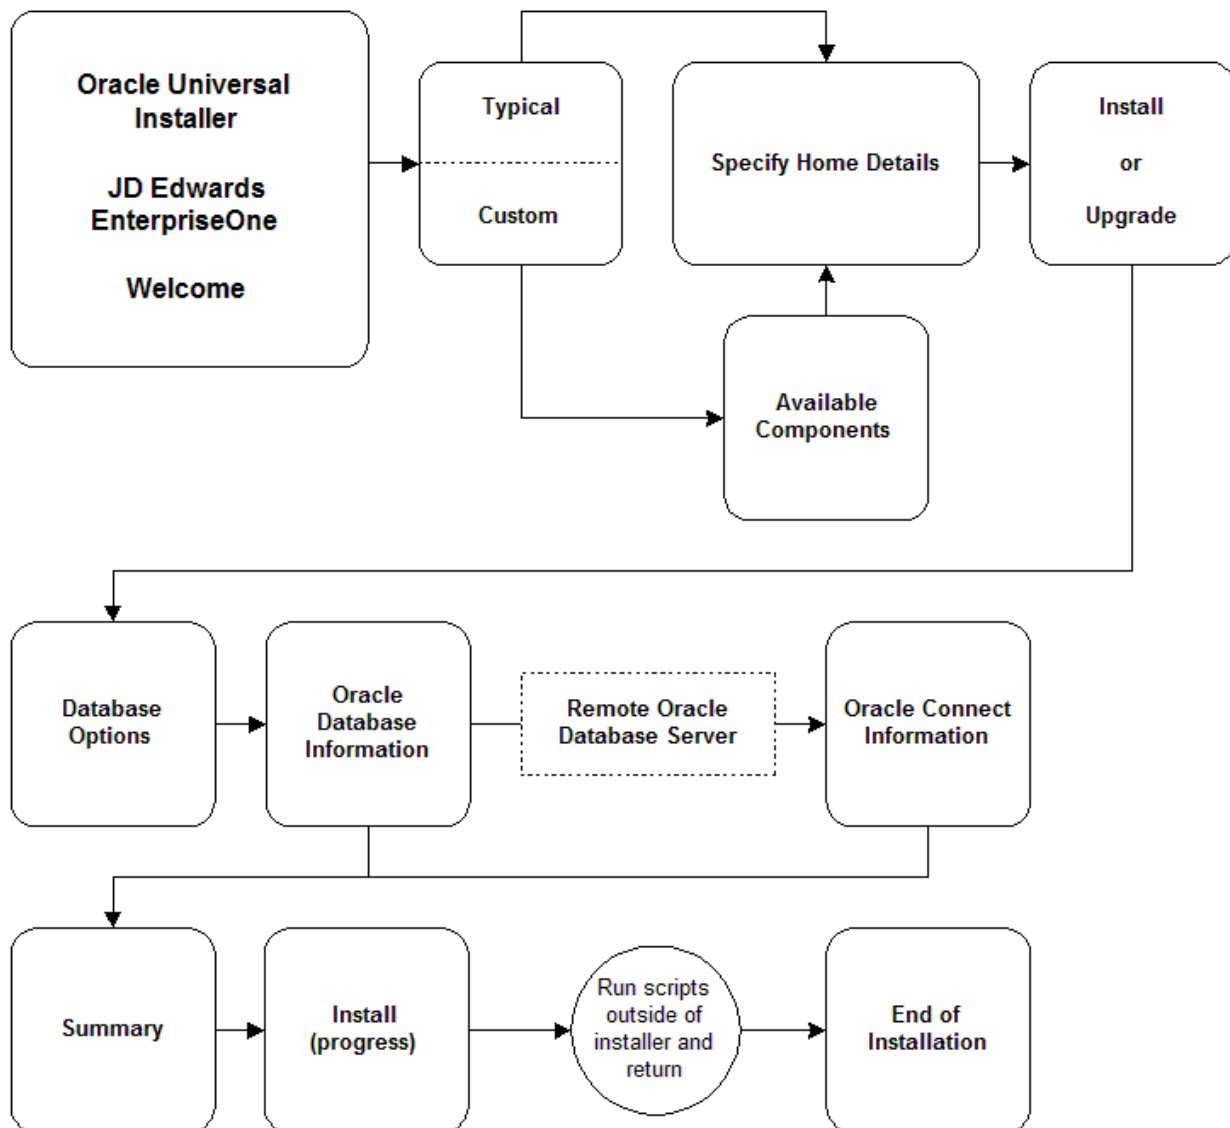 Oracle Universal
Installer
JD Edwards
EnterpriseOne
Welcome
Typical
Custom
Specify Home Details
Install
or
Upgrade
Available
Components
Database
Options
Oracle
Database
Information
Remote Oracle
Database Server
Oracle Connect
Information
Summary
Install
(progress)
Run scripts
outside of
installer and
return
End of
Installation